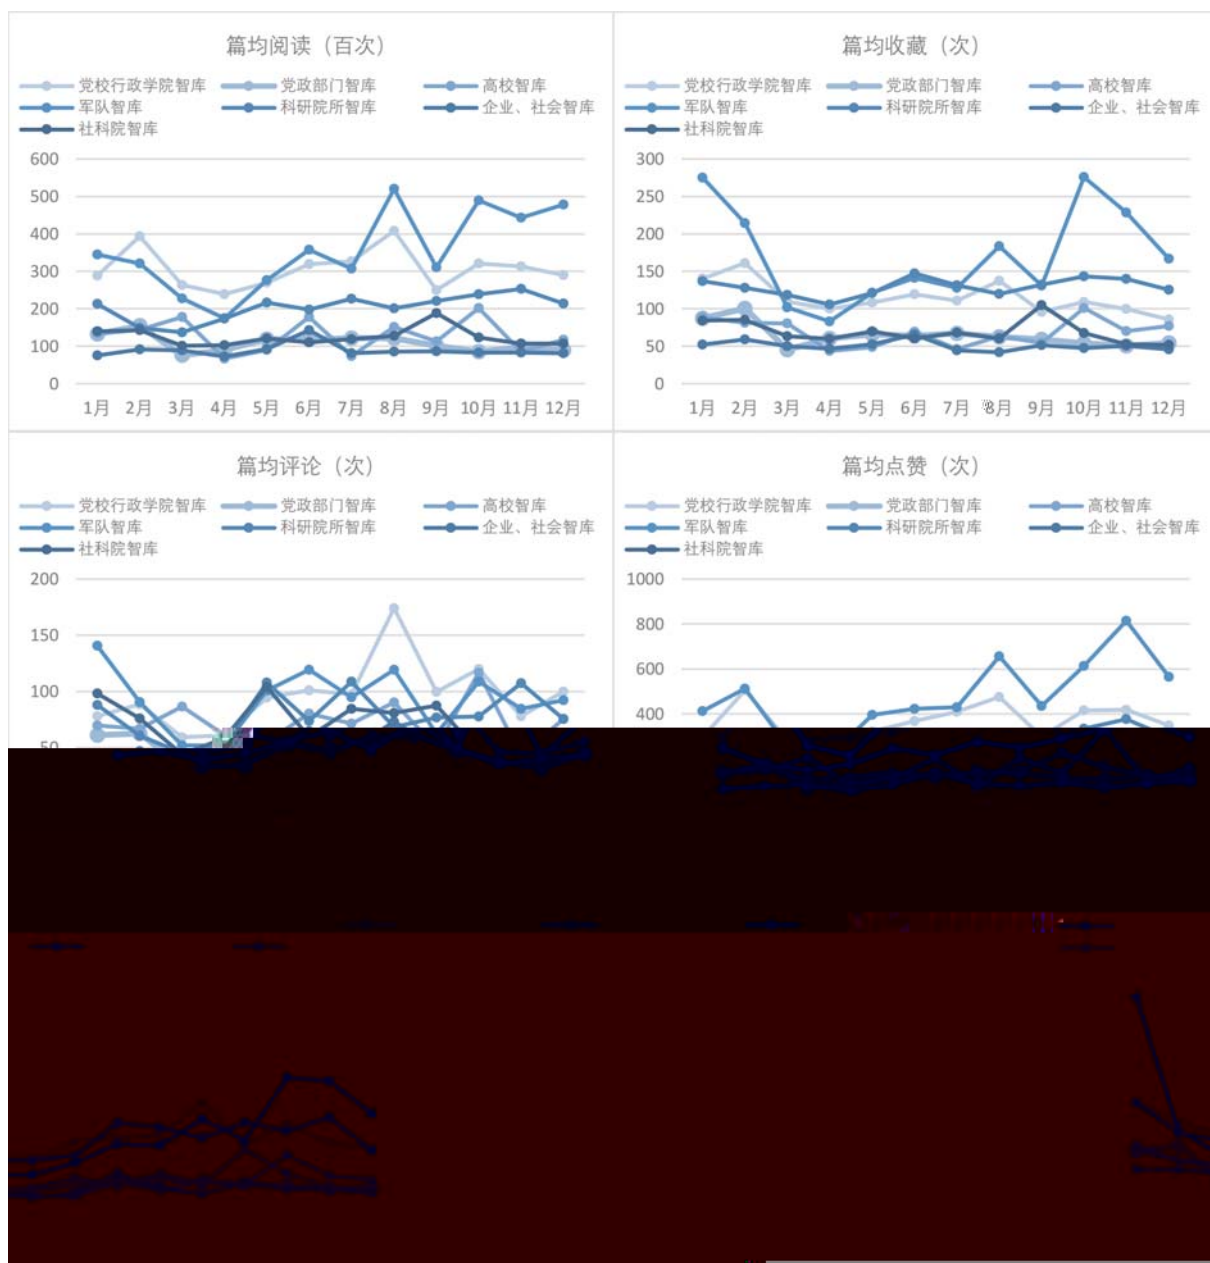 篇均阅读（百次）
党校行政学院智库 党政部门智库 高校智库
军队智库 科研院所智库 企业、社会智库
社科院智库
600
500
400
300
200
100
0
1月 2月 3月 4月 5月 6月 7月 8月 9月 10月 11月 12月
篇均收藏（次）
党校行政学院智库 党政部门智库 高校智库
军队智库 科研院所智库 企业、社会智库
社科院智库
300
250
200
150
100
50
0
1月 2月 3月 4月 5月 6月 7月 8月 9月 10月 11月 12月
篇均评论（次）
党校行政学院智库 党政部门智库 高校智库
军队智库 科研院所智库 企业、社会智库
社科院智库
200
150
100
50
篇均点赞（次）
党校行政学院智库 党政部门智库 高校智库
军队智库 科研院所智库 企业、社会智库
社科院智库
1000
800
600
400